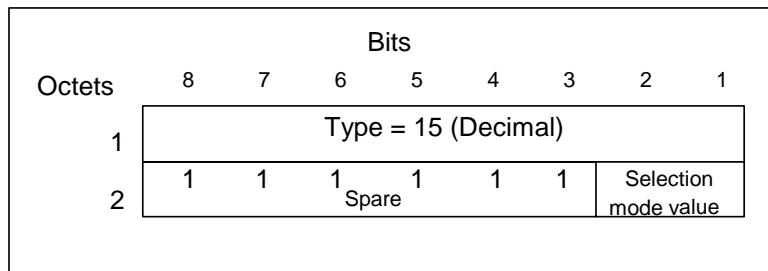 Bits
Octets 8 7 6 5 4 3 2 1
1 Type = 15 (Decimal)
2 1 1 1 1 1 1 Selection
Spare mode value